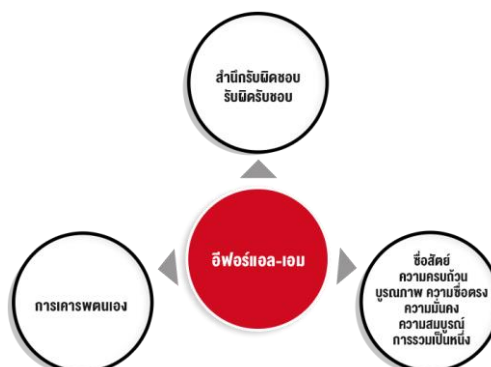 สำนึกรับผิดชอบ
รับผิดรับชอบ
อีฟอร์แอล-เอม
การเคารพตนเอง
ซื่อสัตย์
ความครบถ้วน
บูรณภาพ ความซื่อตรง
ความมั่นคง
ความสมบูรณ์
การรวมเป็นหนึ่ง